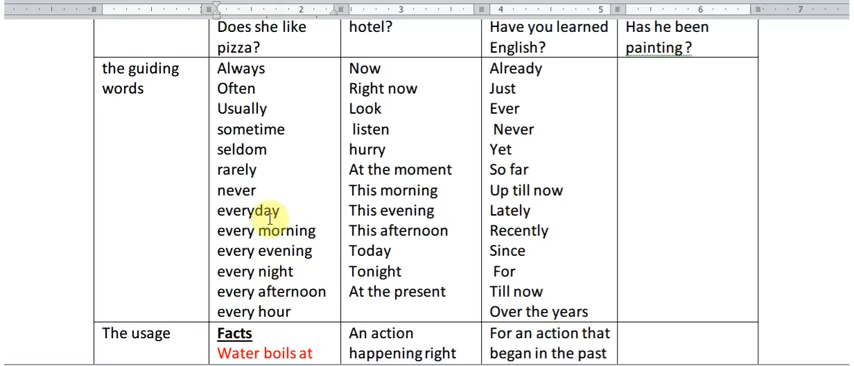 1 2 3 4 5 6 7
Does she like
pizza?
hotel?
Have you learned
English?
Has he been
painting ?
the guiding
words
Always
Often
Usually
sometime
seldom
rarely
never
everyday
every morning
every evening
every night
every afternoon
every hour
Now
Right now
Look
listen
hurry
At the moment
This morning
This evening
This afternoon
Today
Tonight
At the present
Already
Just
Ever
Never
Yet
So far
Up till now
Lately
Recently
Since
For
Till now
Over the years
The usage
Facts
Water boils at
An action
happening right
For an action that
began in the past